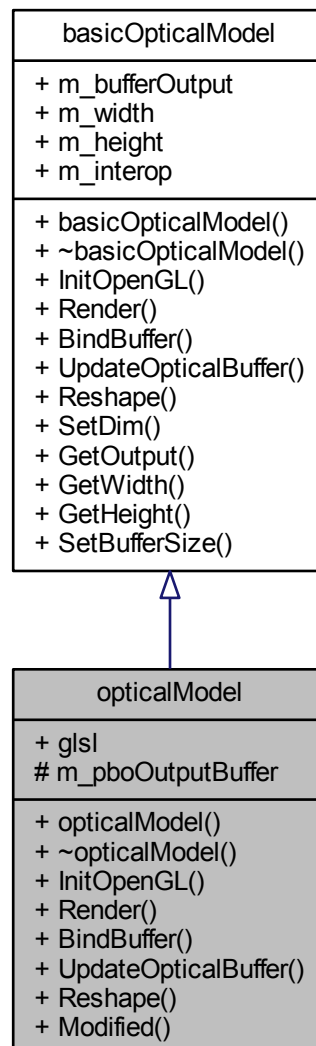 basicOpticalModel
+ m_bufferOutput
+ m_width
+ m_height
+ m_interop
+ basicOpticalModel()
+ ~basicOpticalModel()
+ InitOpenGL()
+ Render()
+ BindBuffer()
+ UpdateOpticalBuffer()
+ Reshape()
+ SetDim()
+ GetOutput()
+ GetWidth()
+ GetHeight()
+ SetBufferSize()
opticalModel
+ glsl
# m_pboOutputBuffer
+ opticalModel()
+ ~opticalModel()
+ InitOpenGL()
+ Render()
+ BindBuffer()
+ UpdateOpticalBuffer()
+ Reshape()
+ Modified()